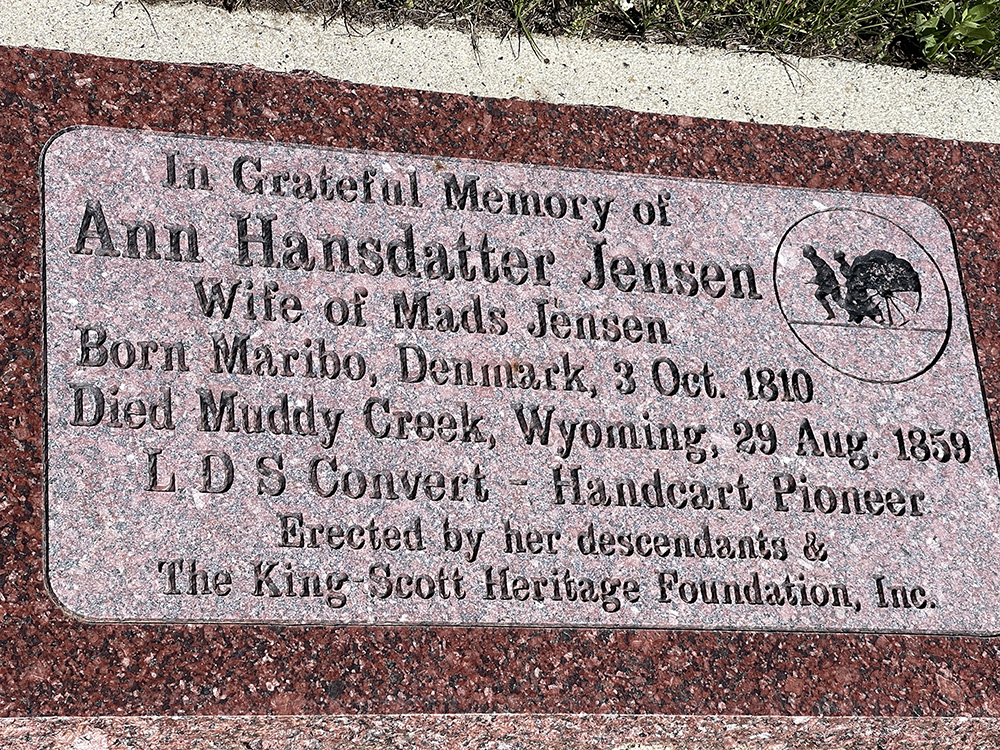 In Grateful Memory of
Ann Hansdatter Jensen
Wife of Mads Jensen
Born Maribo, Denmark, 3 Oct. 1810
Died Muddy Creek, Wyoming, 29 Aug. 1859
L D S Convert - Handcart Pioneer
Erected by her descendants &
The King-Scott Heritage Foundation, Inc.